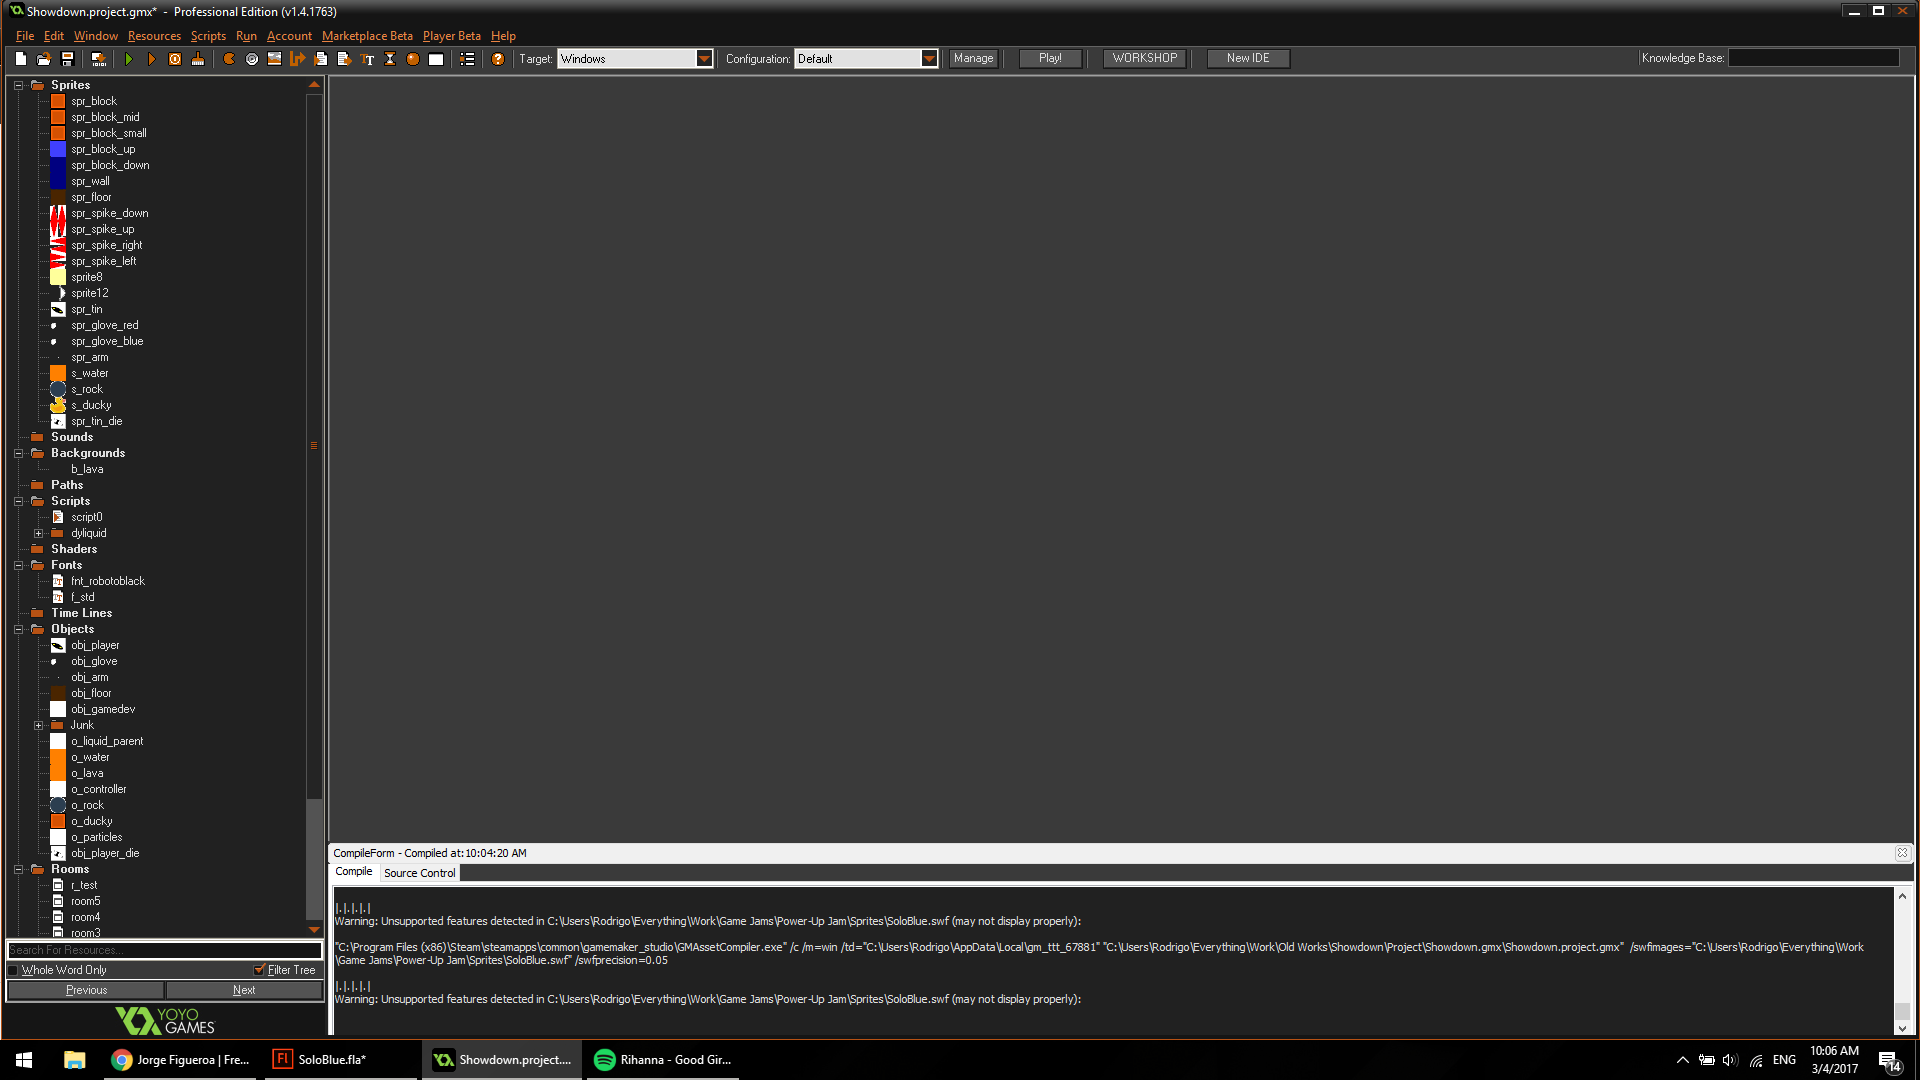 Showdown.project.gmx*  -  Professional Edition (v1.4.1763)
File Edit Window Resources Scripts Run Account Marketplace Beta Player Beta Help
Target: Windows Configuration: Default Manage Play! WORKSHOP New IDE Knowledge Base:
Sprites
spr_block
spr_block_mid
spr_block_small
spr_block_up
spr_block_down
spr_wall
spr_floor
spr_spike_down
spr_spike_up
spr_spike_right
spr_spike_left
sprite8
sprite12
spr_tin
spr_glove_red
spr_glove_blue
spr_arm
s_water
s_rock
s_ducky
spr_tin_die
Sounds
Backgrounds
b_lava
Paths
Scripts
script0
dyliquid
Shaders
Fonts
fnt_robotoblack
f_std
Time Lines
Objects
obj_player
obj_glove
obj_arm
obj_floor
obj_gamedev
Junk
o_liquid_parent
o_water
o_lava
o_controller
o_rock
o_ducky
o_particles
obj_player_die
Rooms
r_test
room5
room4
room3
Search For Resources...
Whole Word Only Filter Tree
Previous Next
YOYO
GAMES
CompileForm - Compiled at:10:04:20 AM
Compile Source Control
|.|.|.|.|
Warning: Unsupported features detected in C:\Users\Rodrigo\Everything\Work\Game Jams\Power-Up Jam\Sprites\SoloBlue.swf (may not display properly):
"C:\Program Files (x86)\Steam\steamapps\common\gamemaker_studio\GMAssetCompiler.exe" /c /m=win /td="C:\Users\Rodrigo\AppData\Local\gm_ttt_67881" "C:\Users\Rodrigo\Everything\Work\Old Works\Showdown\Project\Showdown.gmx\Showdown.project.gmx"  /swfimages="C:\Users\Rodrigo\Everything\Work
\Game Jams\Power-Up Jam\Sprites\SoloBlue.swf" /swfprecision=0.05
|.|.|.|.|
Warning: Unsupported features detected in C:\Users\Rodrigo\Everything\Work\Game Jams\Power-Up Jam\Sprites\SoloBlue.swf (may not display properly):
Jorge Figueroa | Fre... Fl SoloBlue.fla* Showdown.project.... Rihanna - Good Gir... ENG 10:06 AM
3/4/2017 14